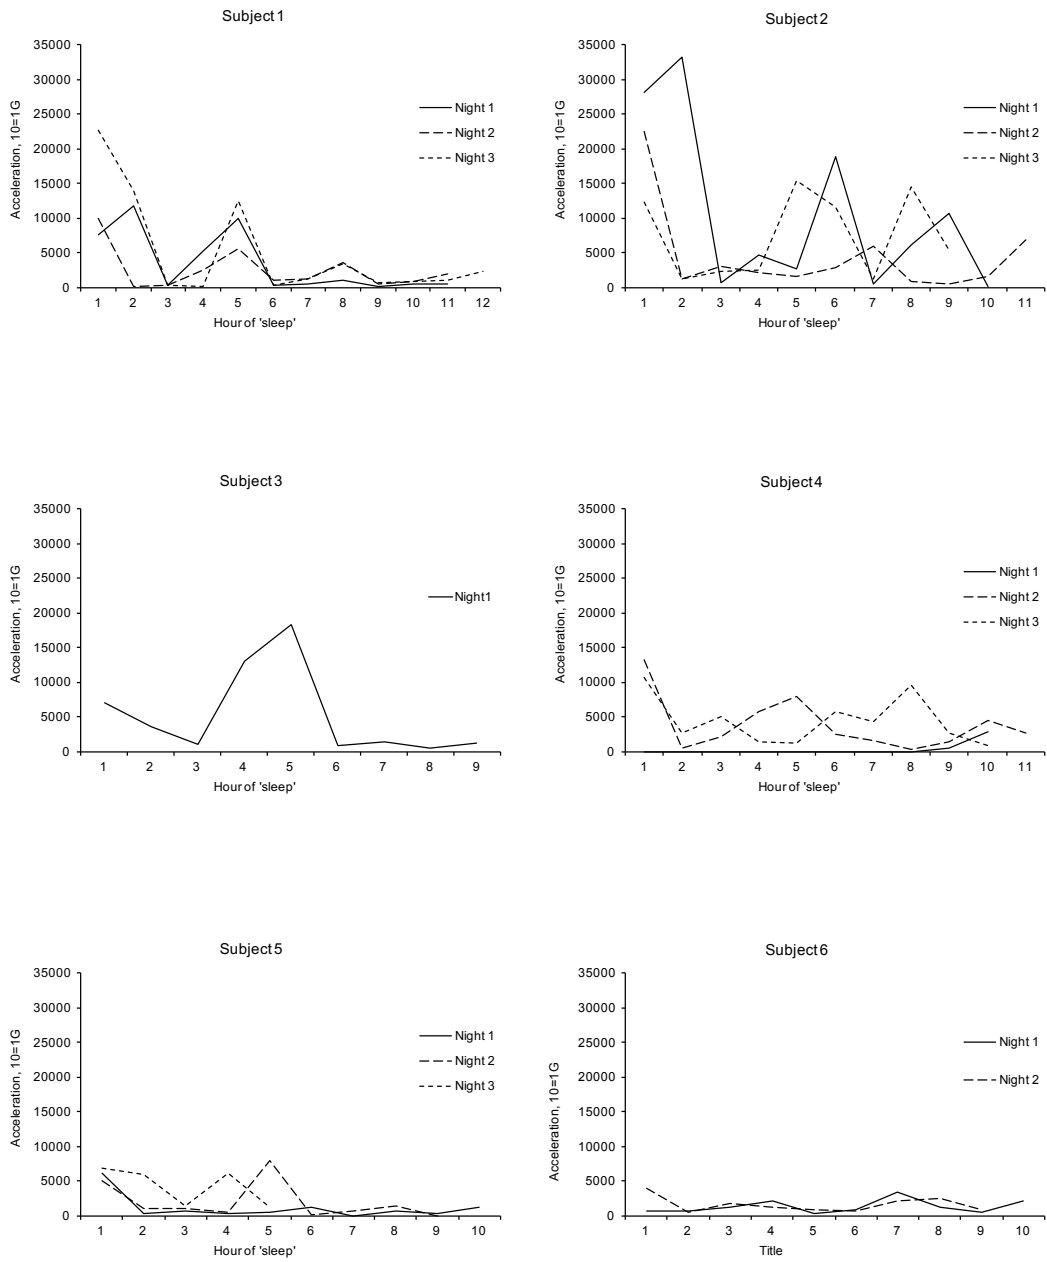 Subject 1
Acceleration, 10=1G
35000
30000
25000
20000
15000
10000
5000
0
1 2 3 4 5 6 7 8 9 10 11 12
Hour of 'sleep'
Night 1
Night 2
Night 3
Subject 2
Acceleration, 10=1G
35000
30000
25000
20000
15000
10000
5000
0
1 2 3 4 5 6 7 8 9 10 11
Hour of 'sleep'
Night 1
Night 2
Night 3
Subject 3
Acceleration, 10=1G
35000
30000
25000
20000
15000
10000
5000
0
1 2 3 4 5 6 7 8 9
Hour of 'sleep'
Night1
Subject 4
Acceleration, 10=1G
35000
30000
25000
20000
15000
10000
5000
0
1 2 3 4 5 6 7 8 9 10 11
Hour of 'sleep'
Night 1
Night 2
Night 3
Subject 5
Acceleration, 10=1G
35000
30000
25000
20000
15000
10000
5000
0
1 2 3 4 5 6 7 8 9 10
Hour of 'sleep'
Night 1
Night 2
Night 3
Subject 6
Acceleration, 10=1G
35000
30000
25000
20000
15000
10000
5000
0
1 2 3 4 5 6 7 8 9 10
Title
Night 1
Night 2